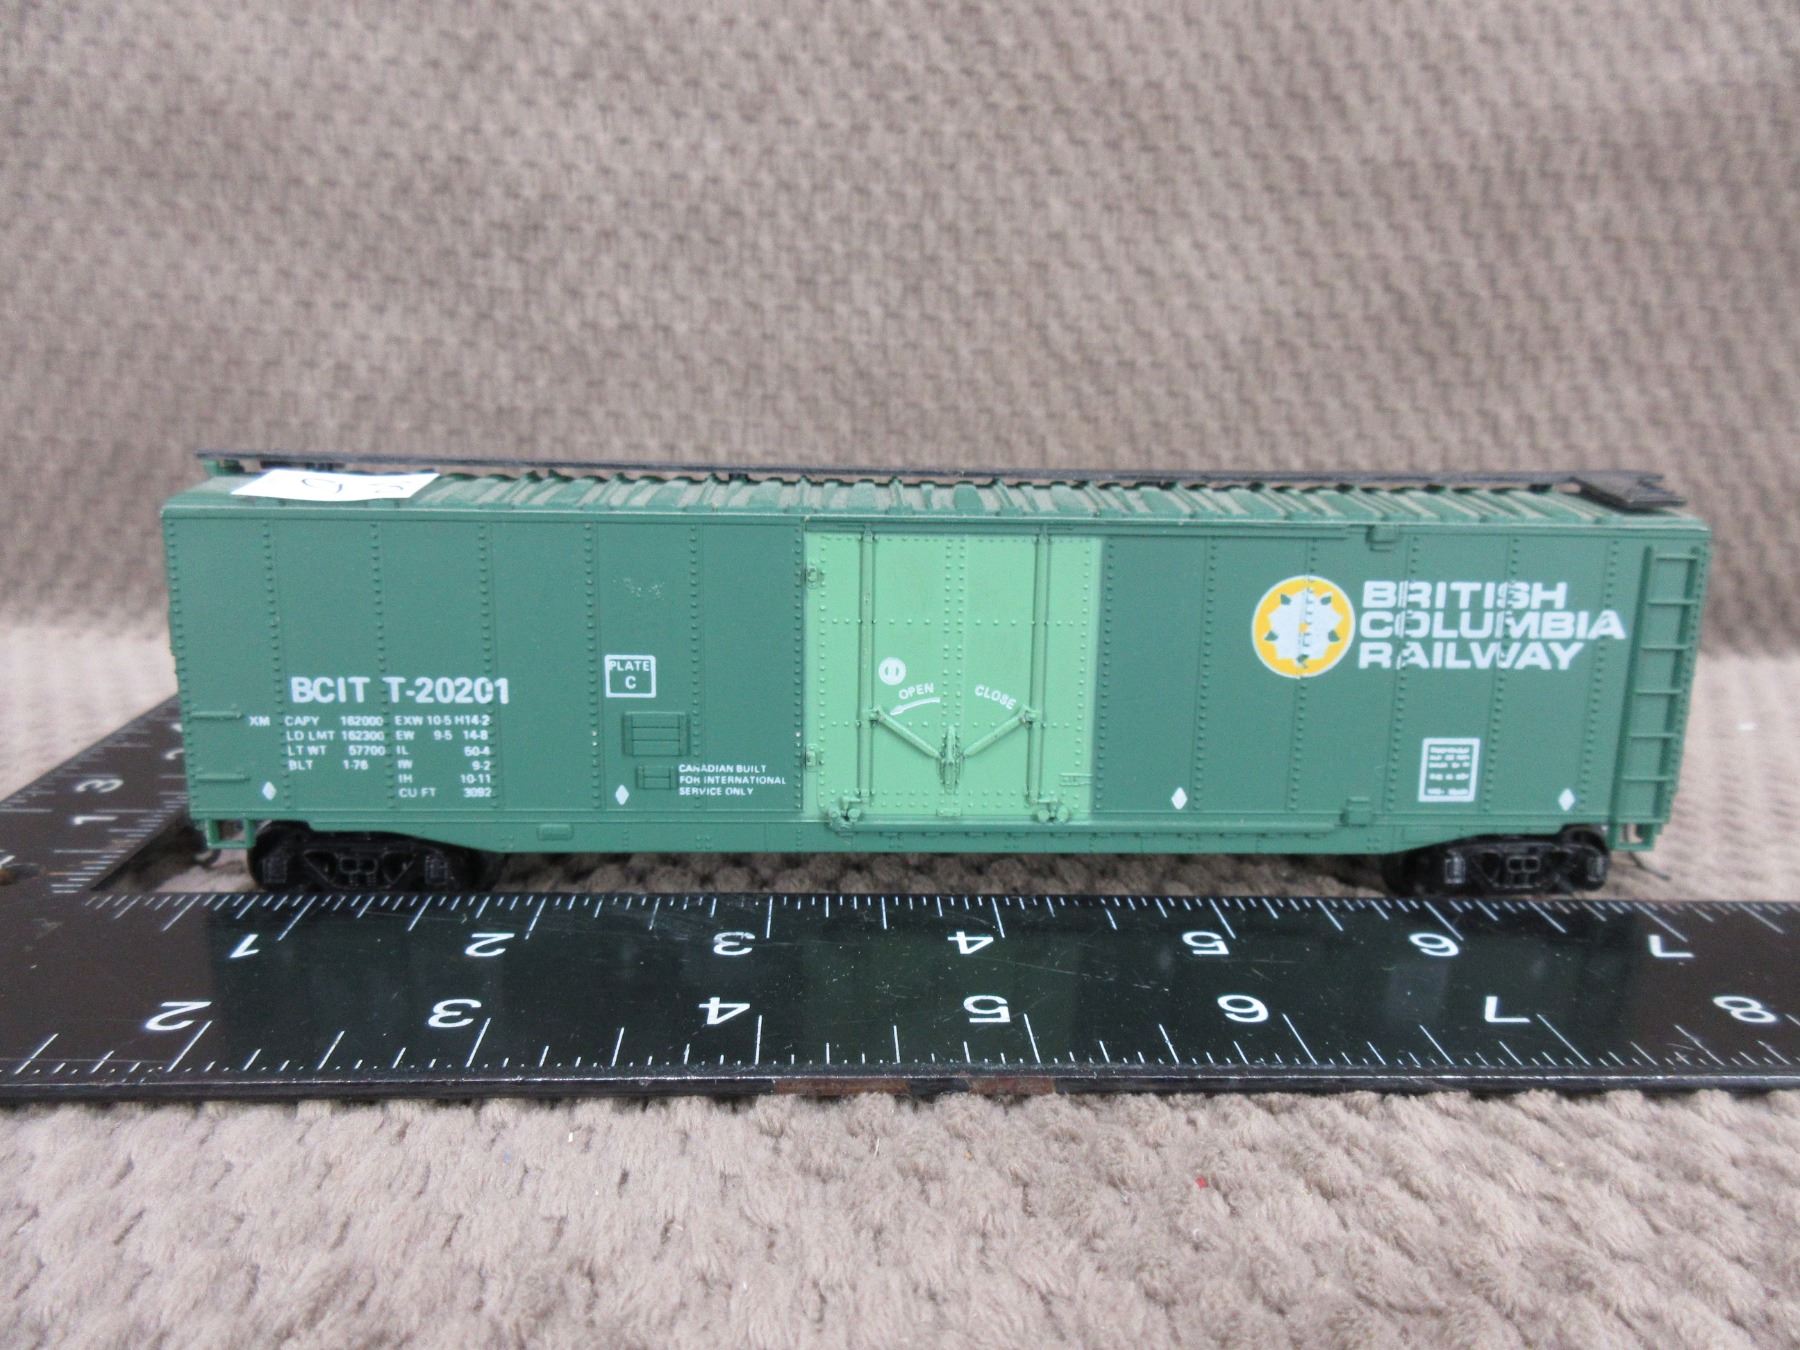 BCIT T-20201
XM CAPY 162000 EXW 10-5 H14-2
LD LMT 162300 EW 9-5 14-8
LT WT 57700 IL 50-4
BLT 1-76 IW 9-2
IH 10-11
CU FT 3092
PLATE
C
CANADIAN BUILT
FOR INTERNATIONAL
SERVICE ONLY
OPEN CLOSE
BRITISH
COLUMBIA
RAILWAY
3
1
1 2 3 4 5 6 7
2 3 4 5 6 7 8